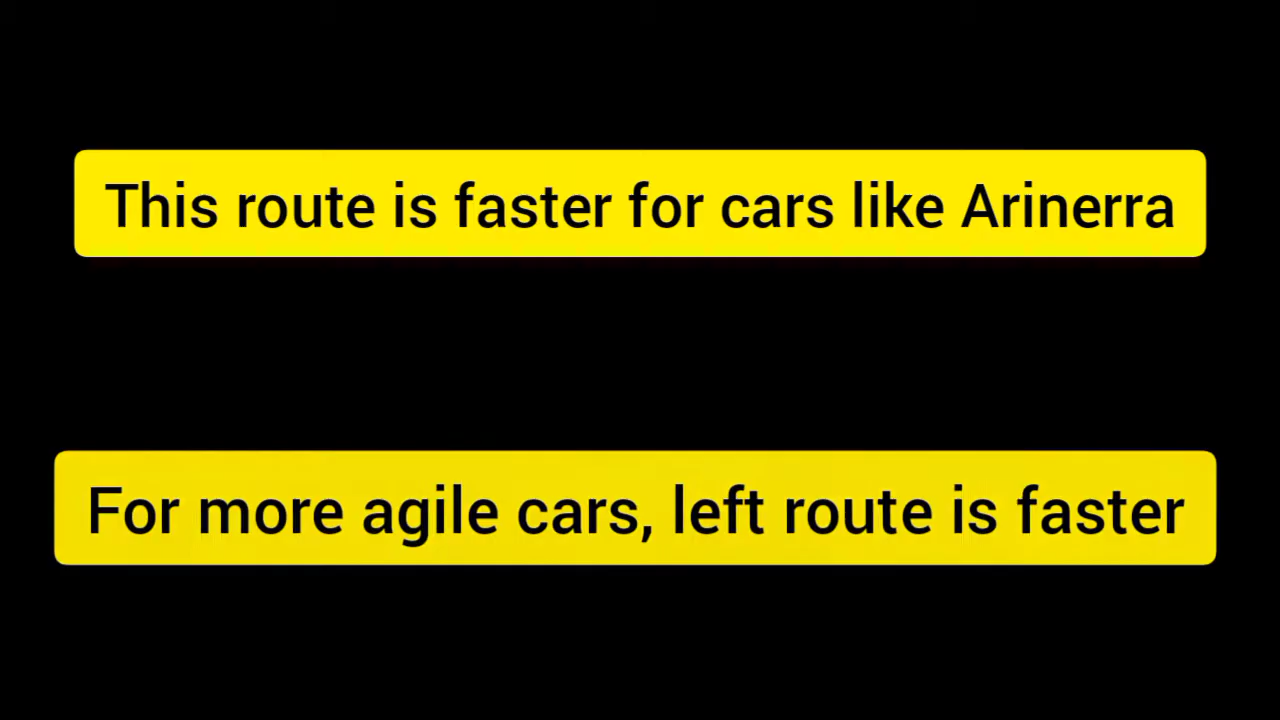 This route is faster for cars like Arinerra
For more agile cars, left route is faster